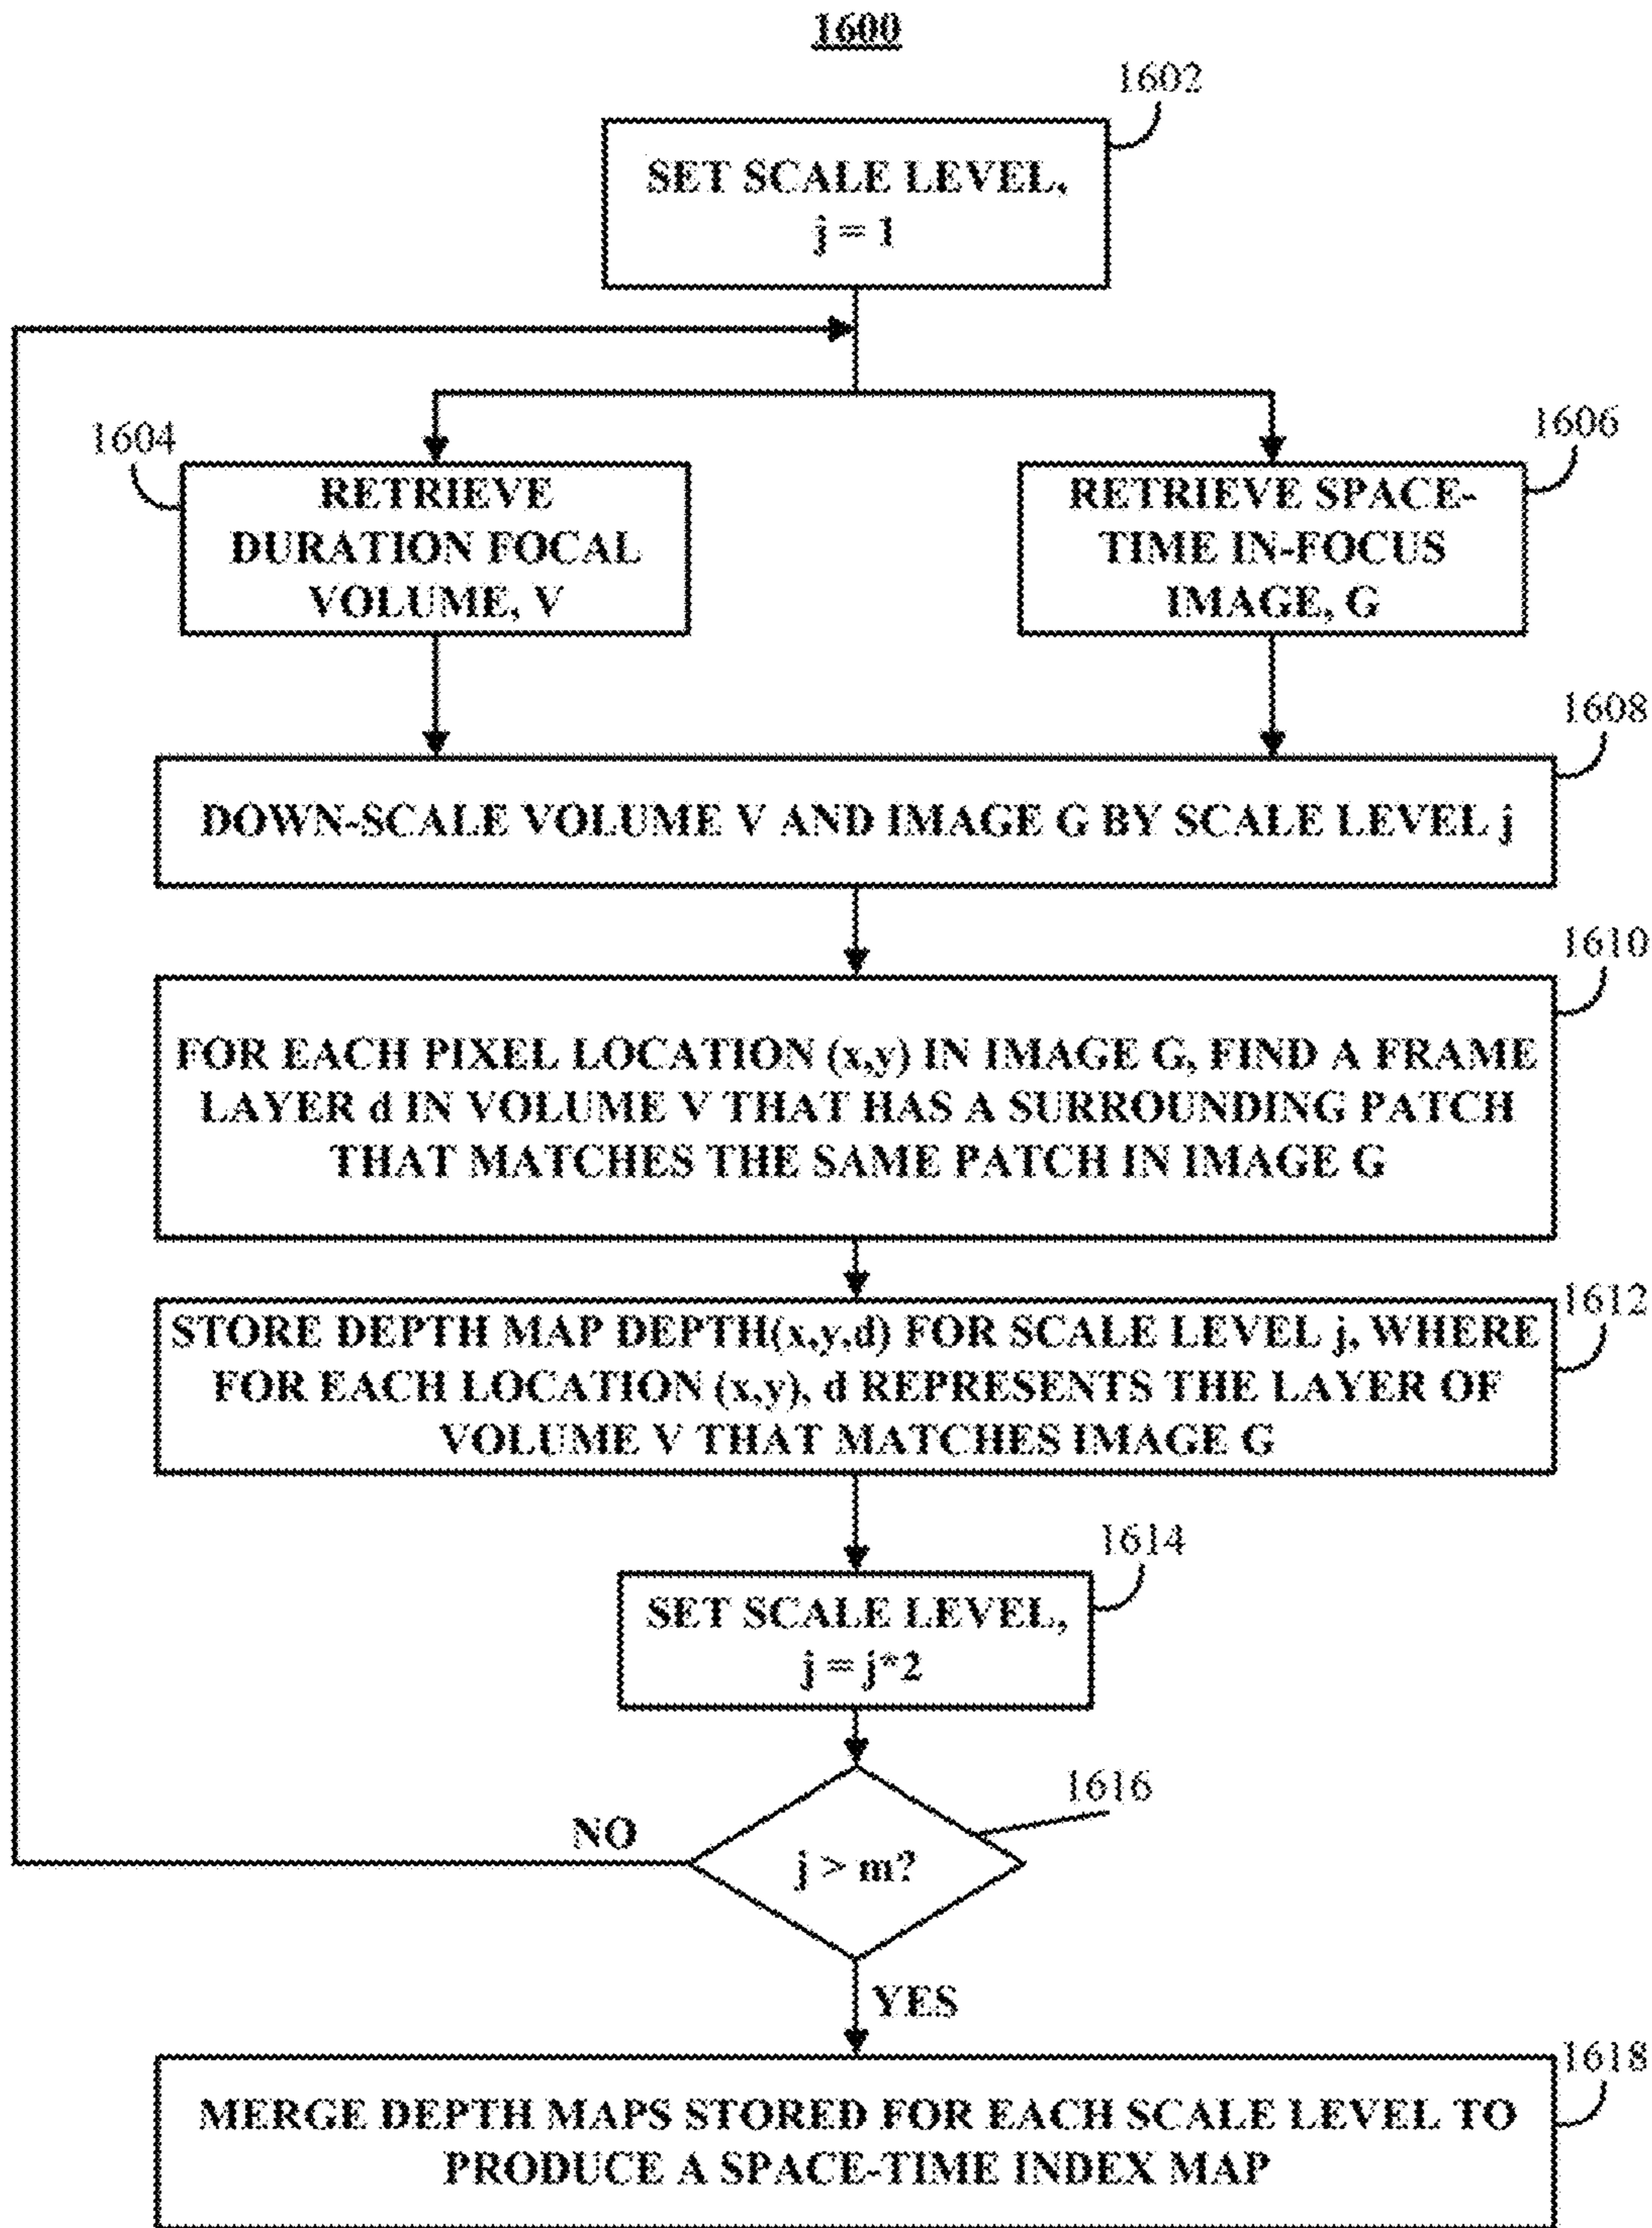 1600
1602
SET SCALE LEVEL,
j = 1
1604
RETRIEVE
DURATION FOCAL
VOLUME, V
1606
RETRIEVE SPACE-
TIME IN-FOCUS
IMAGE, G
1608
DOWN-SCALE VOLUME V AND IMAGE G BY SCALE LEVEL j
1610
FOR EACH PIXEL LOCATION (x,y) IN IMAGE G, FIND A FRAME
LAYER d IN VOLUME V THAT HAS A SURROUNDING PATCH
THAT MATCHES THE SAME PATCH IN IMAGE G
1612
STORE DEPTH MAP DEPTH(x,y,d) FOR SCALE LEVEL j, WHERE
FOR EACH LOCATION (x,y), d REPRESENTS THE LAYER OF
VOLUME V THAT MATCHES IMAGE G
1614
SET SCALE LEVEL,
j = j*2
1616
NO
j > m?
YES
1618
MERGE DEPTH MAPS STORED FOR EACH SCALE LEVEL TO
PRODUCE A SPACE-TIME INDEX MAP